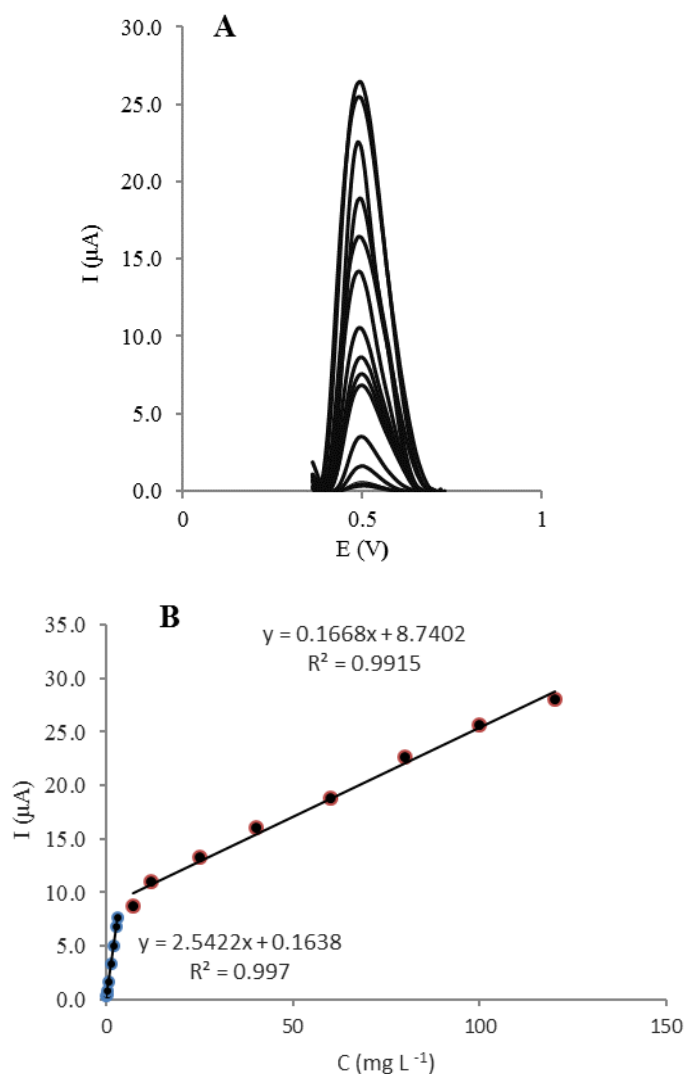 A
30.0
25.0
20.0
15.0
10.0
5.0
0.0
I (µA)
0
0.5
1
E (V)
B
35.0
30.0
25.0
20.0
15.0
10.0
5.0
0.0
I (µA)
y = 0.1668x + 8.7402
R² = 0.9915
y = 2.5422x + 0.1638
R² = 0.997
0
50
100
150
C (mg L⁻¹)